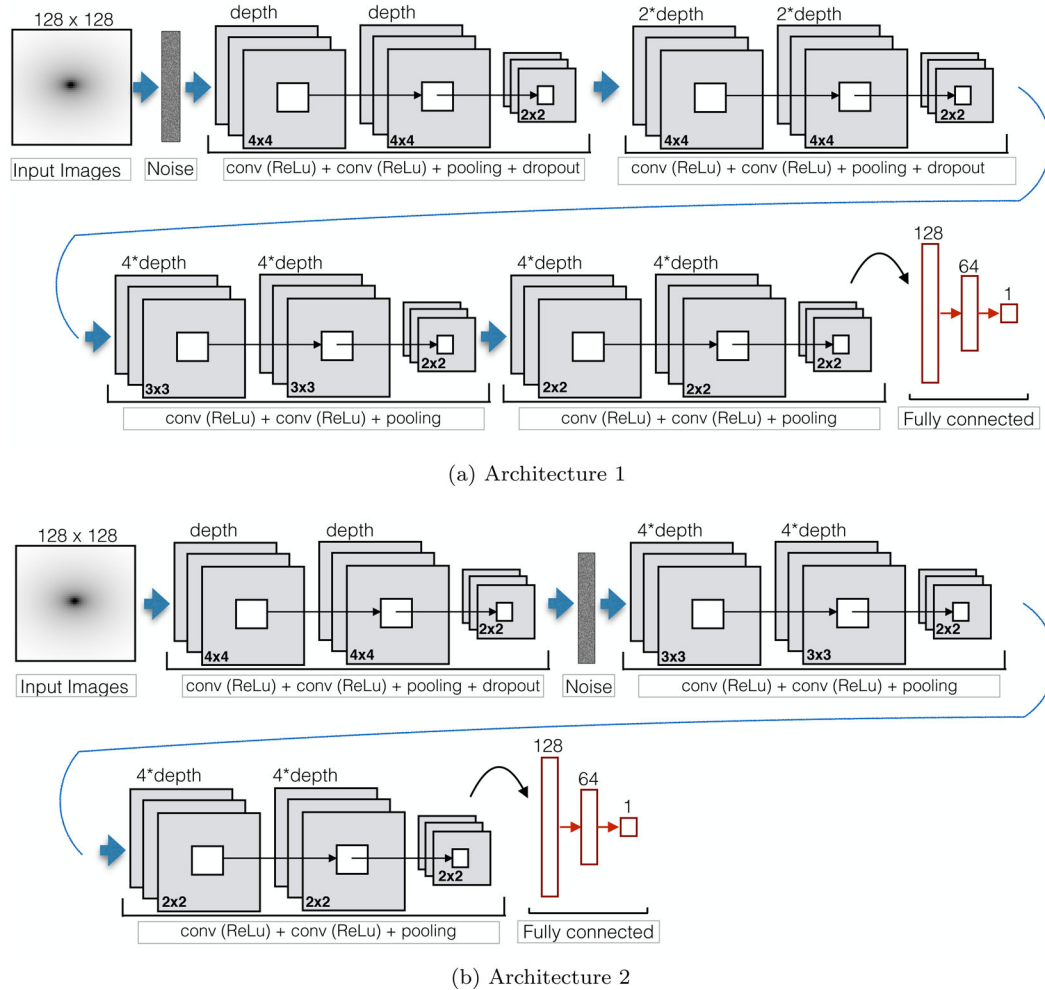 128 x 128
depth
depth
2*depth
2*depth
4x4
4x4
2x2
4x4
4x4
2x2
Input Images
Noise
conv (ReLu) + conv (ReLu) + pooling + dropout
conv (ReLu) + conv (ReLu) + pooling + dropout
4*depth
4*depth
4*depth
4*depth
128
64
1
3x3
3x3
2x2
2x2
2x2
2x2
conv (ReLu) + conv (ReLu) + pooling
conv (ReLu) + conv (ReLu) + pooling
Fully connected
(a) Architecture 1
128 x 128
depth
depth
4*depth
4*depth
4x4
4x4
2x2
3x3
3x3
2x2
Input Images
conv (ReLu) + conv (ReLu) + pooling + dropout
Noise
conv (ReLu) + conv (ReLu) + pooling
4*depth
4*depth
128
64
1
2x2
2x2
2x2
conv (ReLu) + conv (ReLu) + pooling
Fully connected
(b) Architecture 2